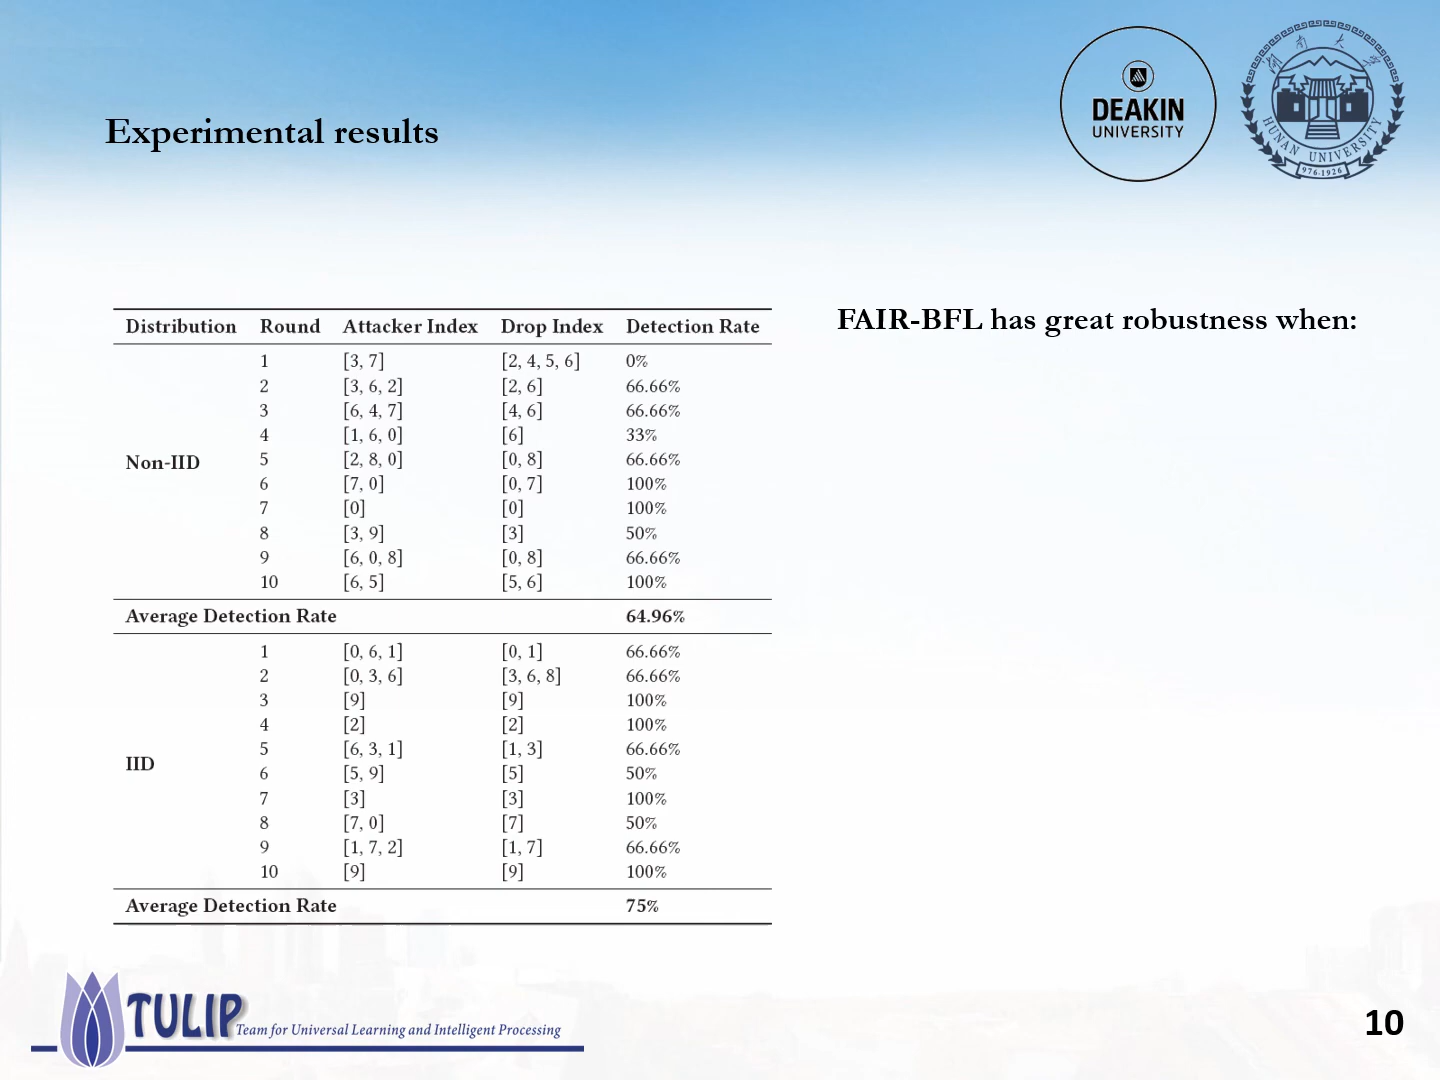 Experimental results
DEAKIN
UNIVERSITY
湖南大学
HUNAN UNIVERSITY
976-1926
Distribution Round Attacker Index Drop Index Detection Rate
1 [3, 7] [2, 4, 5, 6] 0%
2 [3, 6, 2] [2, 6] 66.66%
3 [6, 4, 7] [4, 6] 66.66%
4 [1, 6, 0] [6] 33%
Non-IID 5 [2, 8, 0] [0, 8] 66.66%
6 [7, 0] [0, 7] 100%
7 [0] [0] 100%
8 [3, 9] [3] 50%
9 [6, 0, 8] [0, 8] 66.66%
10 [6, 5] [5, 6] 100%
Average Detection Rate 64.96%
1 [0, 6, 1] [0, 1] 66.66%
2 [0, 3, 6] [3, 6, 8] 66.66%
3 [9] [9] 100%
4 [2] [2] 100%
5 [6, 3, 1] [1, 3] 66.66%
IID 6 [5, 9] [5] 50%
7 [3] [3] 100%
8 [7, 0] [7] 50%
9 [1, 7, 2] [1, 7] 66.66%
10 [9] [9] 100%
Average Detection Rate 75%
FAIR-BFL has great robustness when:
TULIP Team for Universal Learning and Intelligent Processing
10